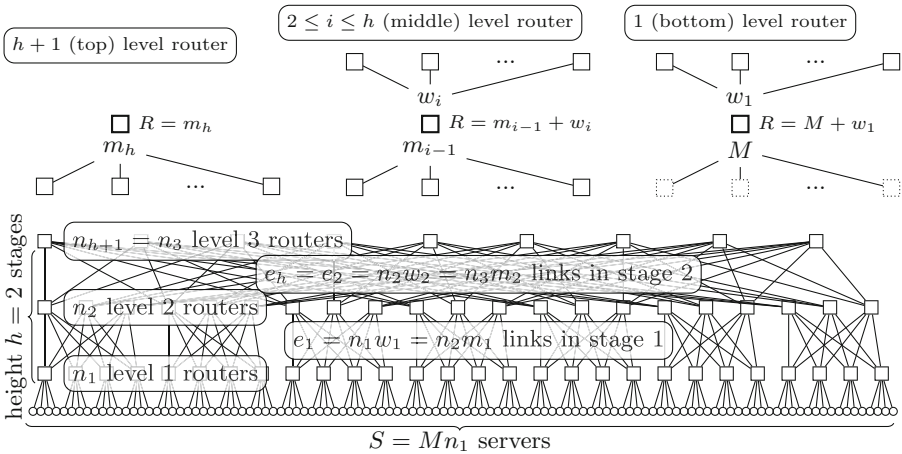 h + 1 (top) level router
2 ≤ i ≤ h (middle) level router
1 (bottom) level router
...
...
w_i
w_1
R = m_h
R = m_{i−1} + w_i
R = M + w_1
m_h
m_{i−1}
M
...
...
...
height h = 2 stages
n_{h+1} = n_3 level 3 routers
e_h = e_2 = n_2w_2 = n_3m_2 links in stage 2
n_2 level 2 routers
e_1 = n_1w_1 = n_2m_1 links in stage 1
n_1 level 1 routers
S = Mn_1 servers